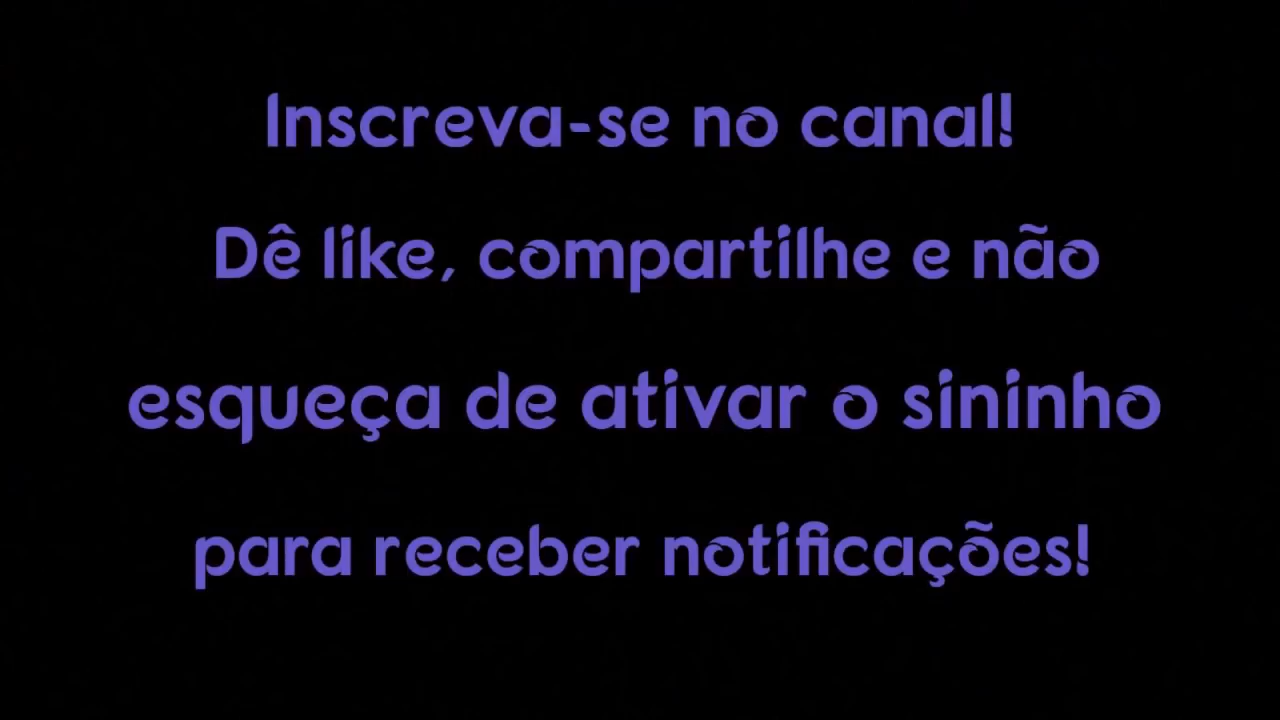 Inscreva-se no canal!
Dê like, compartilhe e não
esqueça de ativar o sininho
para receber notificações!